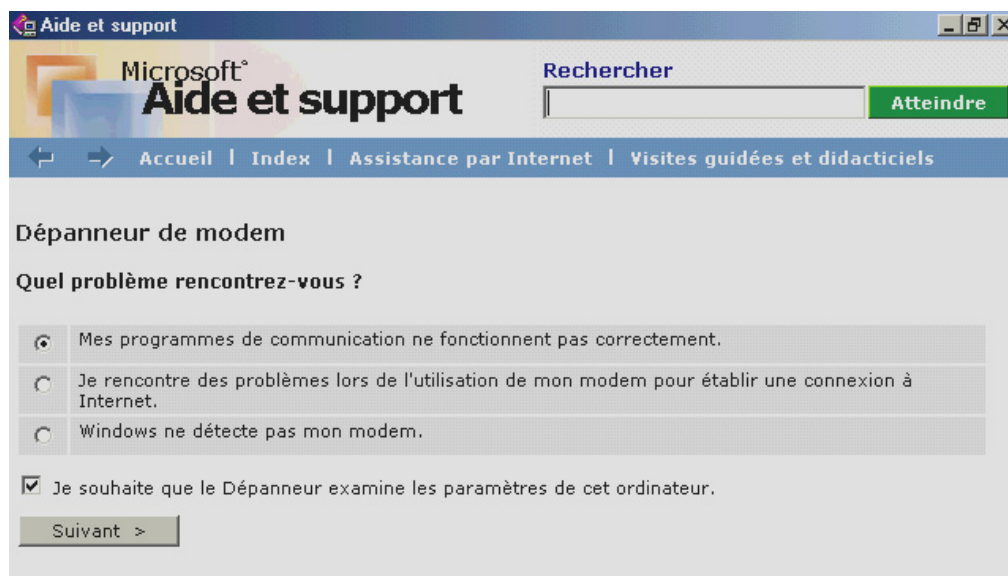 Aide et support
Microsoft®
Aide et support
Rechercher
Atteindre
Accueil | Index | Assistance par Internet | Visites guidées et didacticiels
Dépanneur de modem
Quel problème rencontrez-vous ?
Mes programmes de communication ne fonctionnent pas correctement.
Je rencontre des problèmes lors de l'utilisation de mon modem pour établir une connexion à
Internet.
Windows ne détecte pas mon modem.
Je souhaite que le Dépanneur examine les paramètres de cet ordinateur.
Suivant >